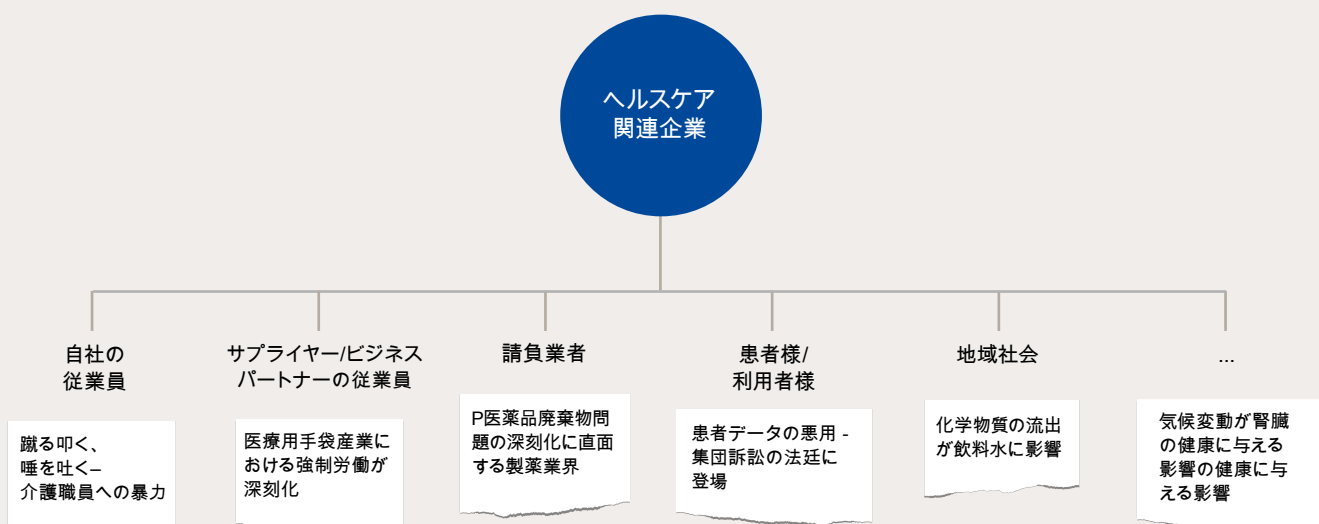 ヘルスケア
関連企業
自社の
従業員
サプライヤー/ビジネス
パートナーの従業員
請負業者
患者様/
利用者様
地域社会
...
蹴る叩く、
唾を吐く–
介護職員への暴力
医療用手袋産業に
おける強制労働が
深刻化
P医薬品廃棄物問
題の深刻化に直面
する製薬業界
患者データの悪用 -
集団訴訟の法廷に
登場
化学物質の流出
が飲料水に影響
気候変動が腎臓
の健康に与える
影響の健康に与
える影響